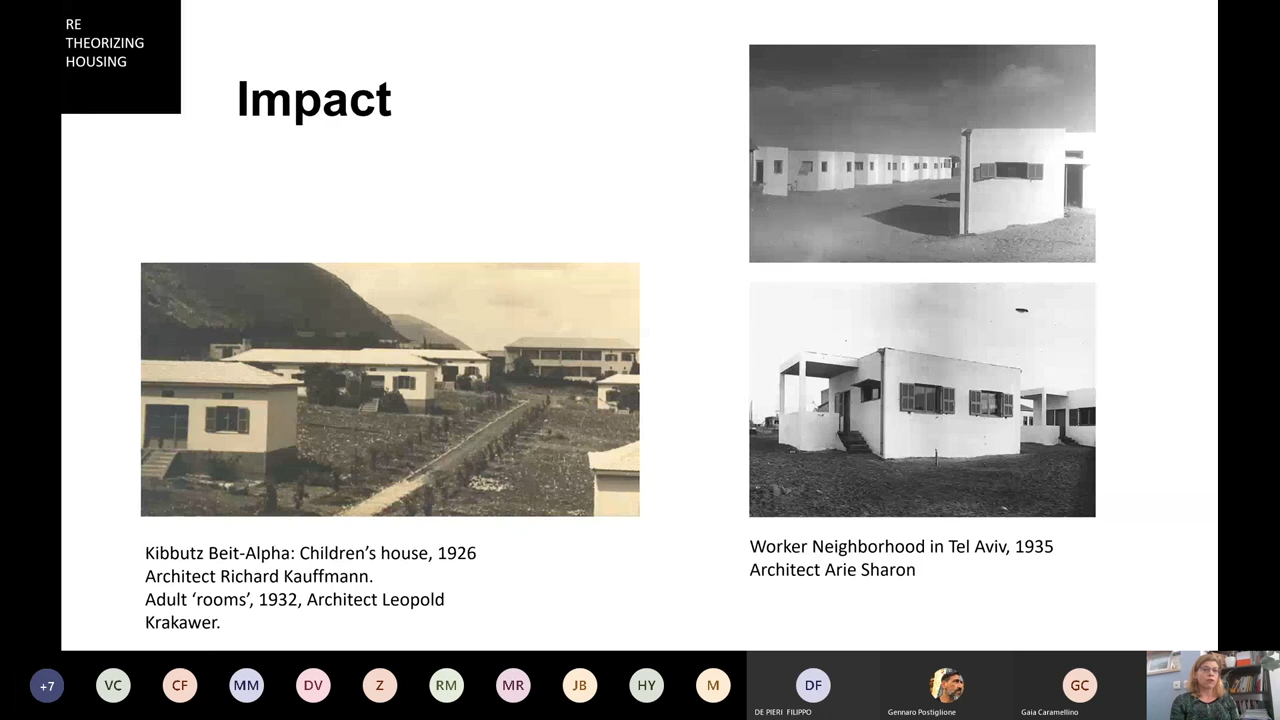 RE
THEORIZING
HOUSING
Impact
Kibbutz Beit-Alpha: Children’s house, 1926
Architect Richard Kauffmann.
Adult ‘rooms’, 1932, Architect Leopold
Krakawer.
Worker Neighborhood in Tel Aviv, 1935
Architect Arie Sharon
+7
VC
CF
MM
DV
Z
RM
MR
JB
HY
M
DF
DE PIERI FILIPPO
Gennaro Postiglione
GC
Gaia Caramellino